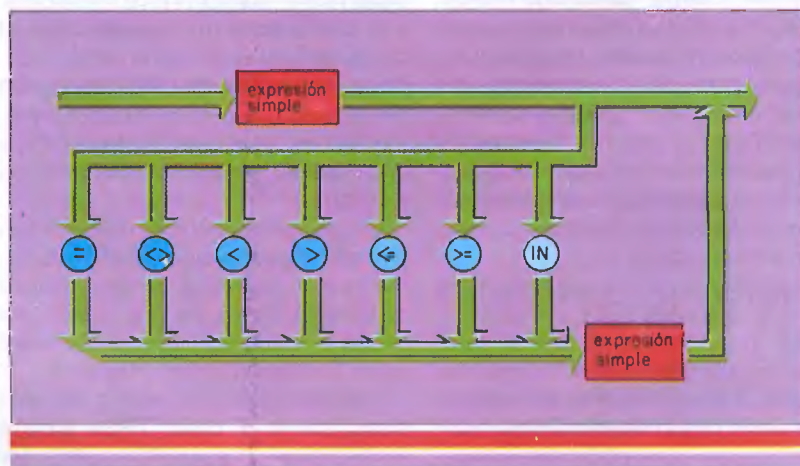 expresión
simple
=
<>
<
>
<=
>=
IN
expresión
simple